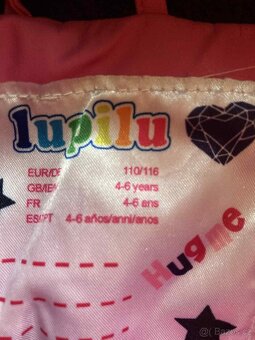 lupilu
EUR/DE 110/116
GB/IE 4-6 years
FR 4-6 ans
ES/PT 4-6 años/anni/anos
Hug me